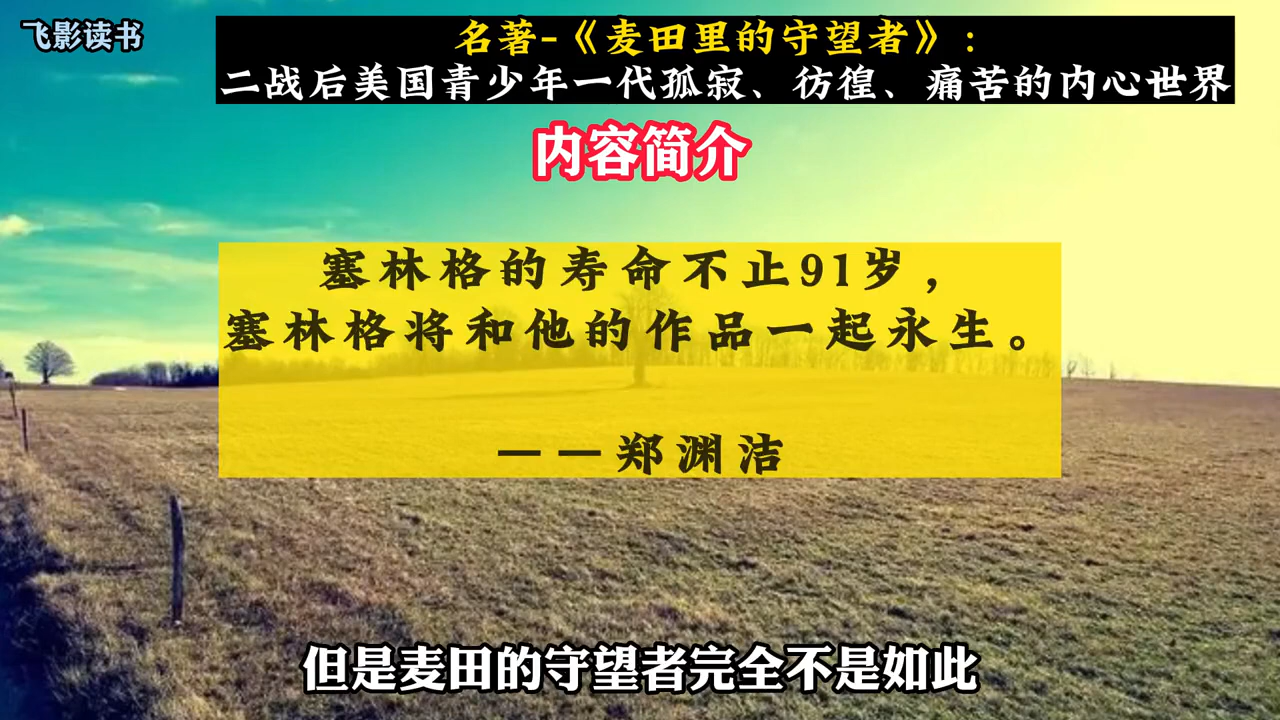 飞影读书
名著-《麦田里的守望者》：
二战后美国青少年一代孤寂、彷徨、痛苦的内心世界
内容简介
塞林格的寿命不止91岁，
塞林格将和他的作品一起永生。
——郑渊洁
但是麦田的守望者完全不是如此